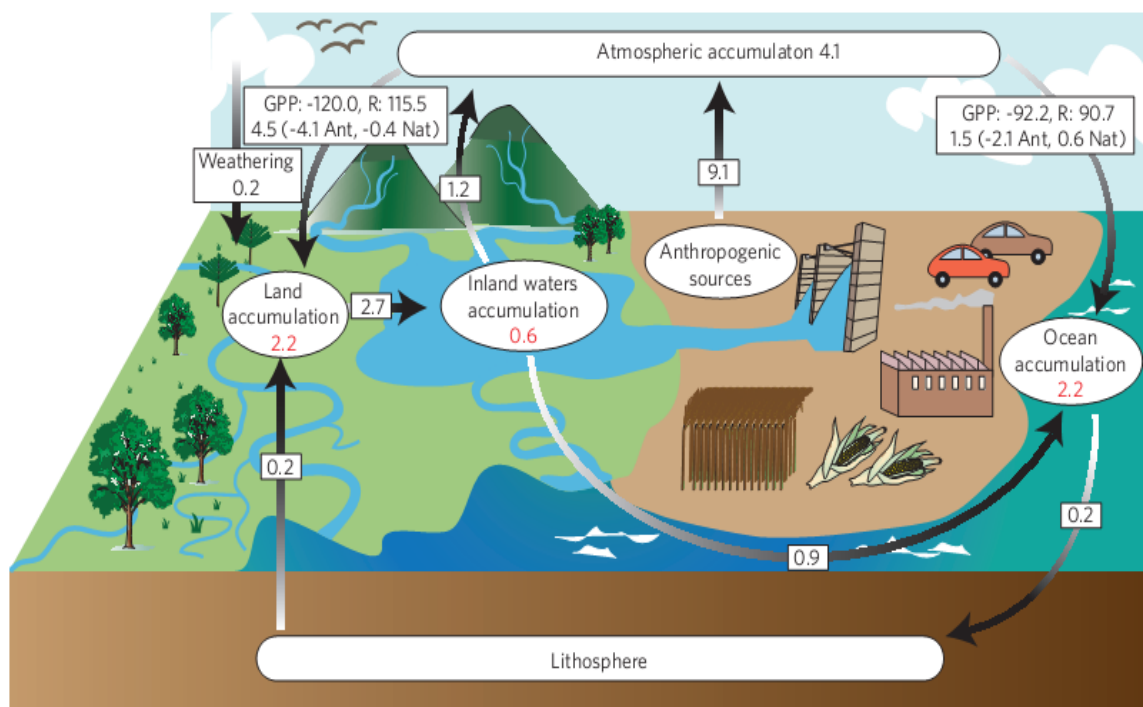 Atmospheric accumulaton 4.1
GPP: -120.0, R: 115.5
4.5 (-4.1 Ant, -0.4 Nat)
GPP: -92.2, R: 90.7
1.5 (-2.1 Ant, 0.6 Nat)
Weathering
0.2
1.2
9.1
Anthropogenic
sources
Land
accumulation
2.2
2.7
Inland waters
accumulation
0.6
Ocean
accumulation
2.2
0.2
0.2
0.9
Lithosphere